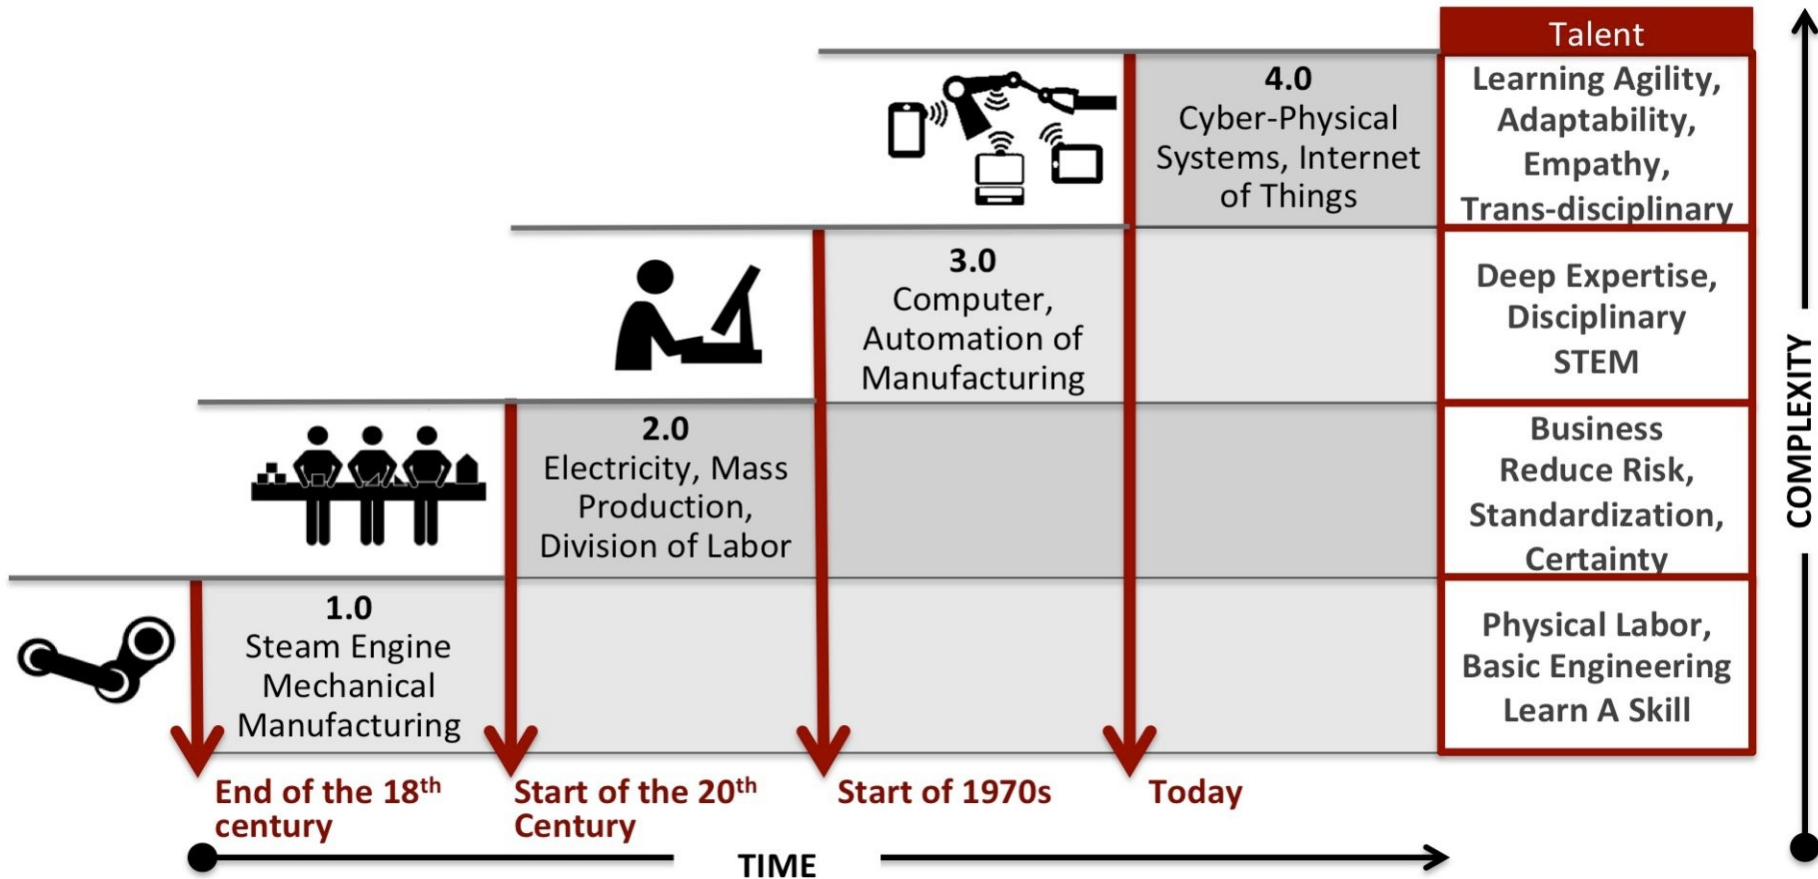 Talent
4.0
Cyber-Physical
Systems, Internet
of Things
Learning Agility,
Adaptability,
Empathy,
Trans-disciplinary
3.0
Computer,
Automation of
Manufacturing
Deep Expertise,
Disciplinary
STEM
2.0
Electricity, Mass
Production,
Division of Labor
Business
Reduce Risk,
Standardization,
Certainty
1.0
Steam Engine
Mechanical
Manufacturing
Physical Labor,
Basic Engineering
Learn A Skill
End of the 18th
century
Start of the 20th
Century
Start of 1970s
Today
TIME
COMPLEXITY